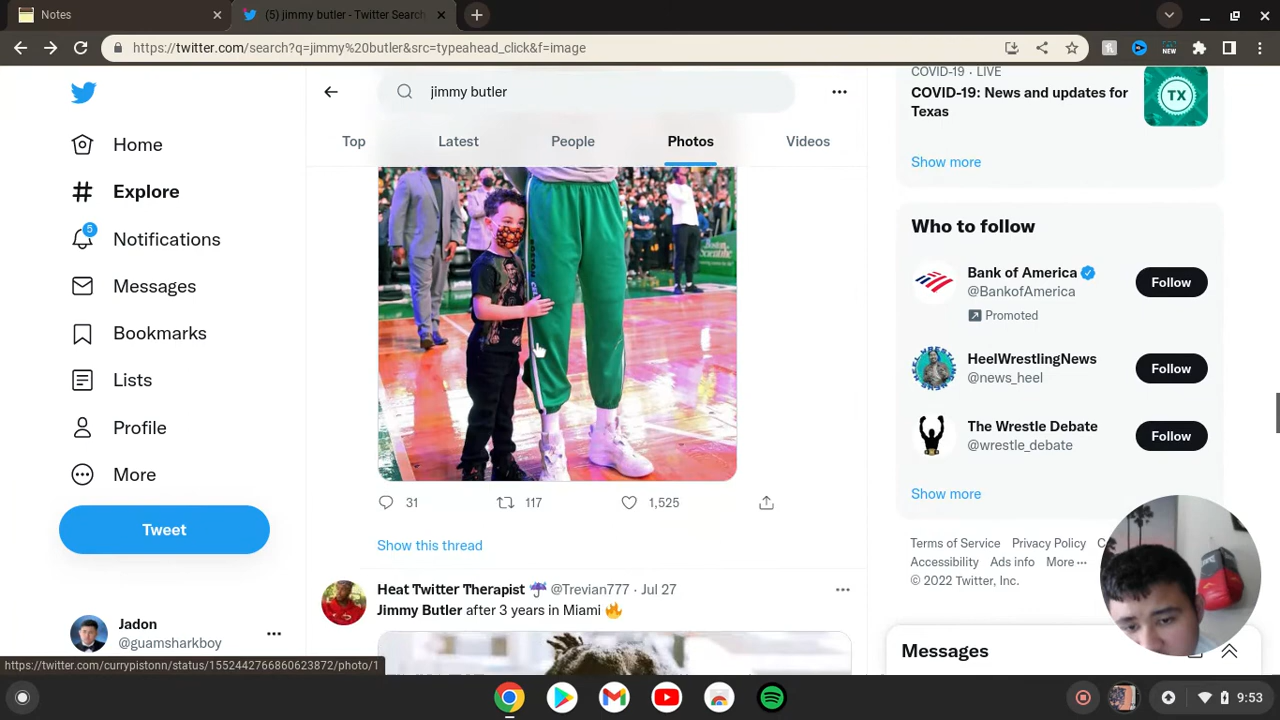 Notes
(5) jimmy butler - Twitter Search
https://twitter.com/search?q=jimmy%20butler&src=typeahead_click&f=image
NEW
jimmy butler
Home
Explore
5
Notifications
Messages
Bookmarks
Lists
Profile
More
Tweet
Jadon
@guamsharkboy
Top Latest People Photos Videos
31 117 1,525
Show this thread
Heat Twitter Therapist @Trevian777 · Jul 27
Jimmy Butler after 3 years in Miami
COVID-19 · LIVE
COVID-19: News and updates for
Texas
TX
Show more
Who to follow
Bank of America
@BankofAmerica
Promoted
Follow
HeelWrestlingNews
@news_heel
Follow
The Wrestle Debate
@wrestle_debate
Follow
Show more
Terms of Service Privacy Policy
Accessibility Ads info More
© 2022 Twitter, Inc.
Messages
https://twitter.com/currypistonn/status/1552442766860623872/photo/1
9:53